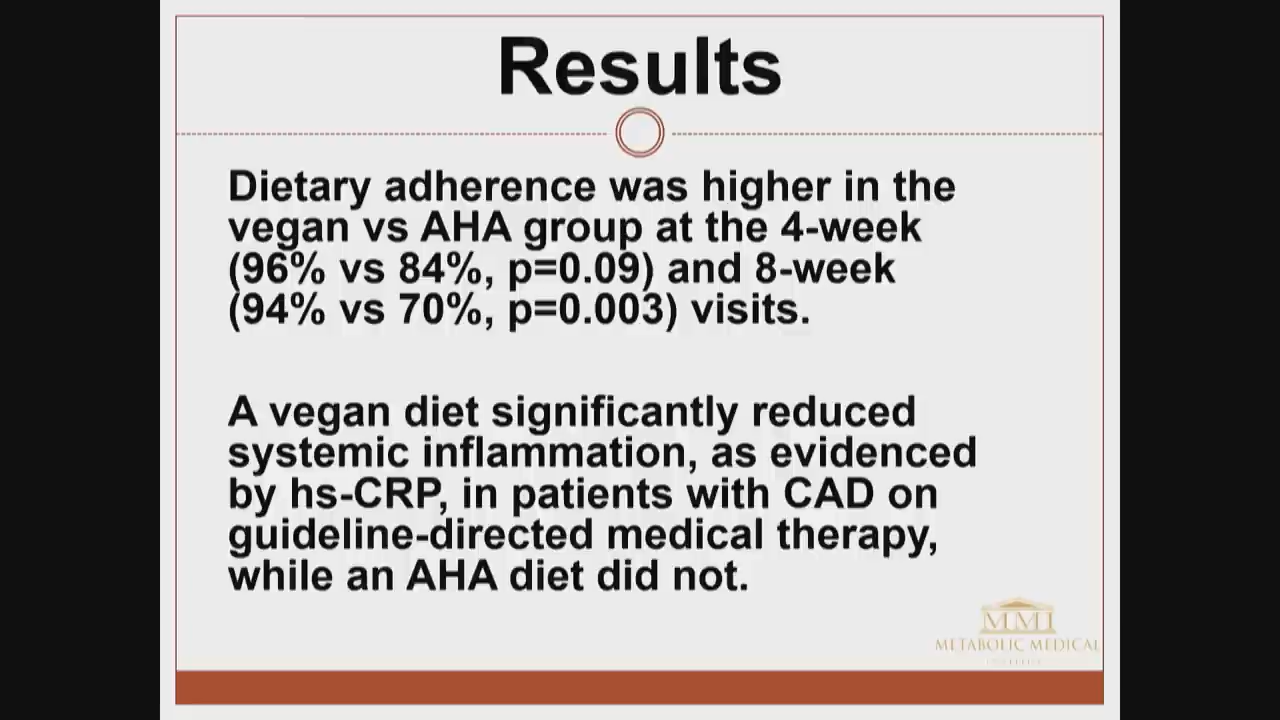 Results
Dietary adherence was higher in the
vegan vs AHA group at the 4-week
(96% vs 84%, p=0.09) and 8-week
(94% vs 70%, p=0.003) visits.
A vegan diet significantly reduced
systemic inflammation, as evidenced
by hs-CRP, in patients with CAD on
guideline-directed medical therapy,
while an AHA diet did not.
MMI
METABOLIC MEDICAL